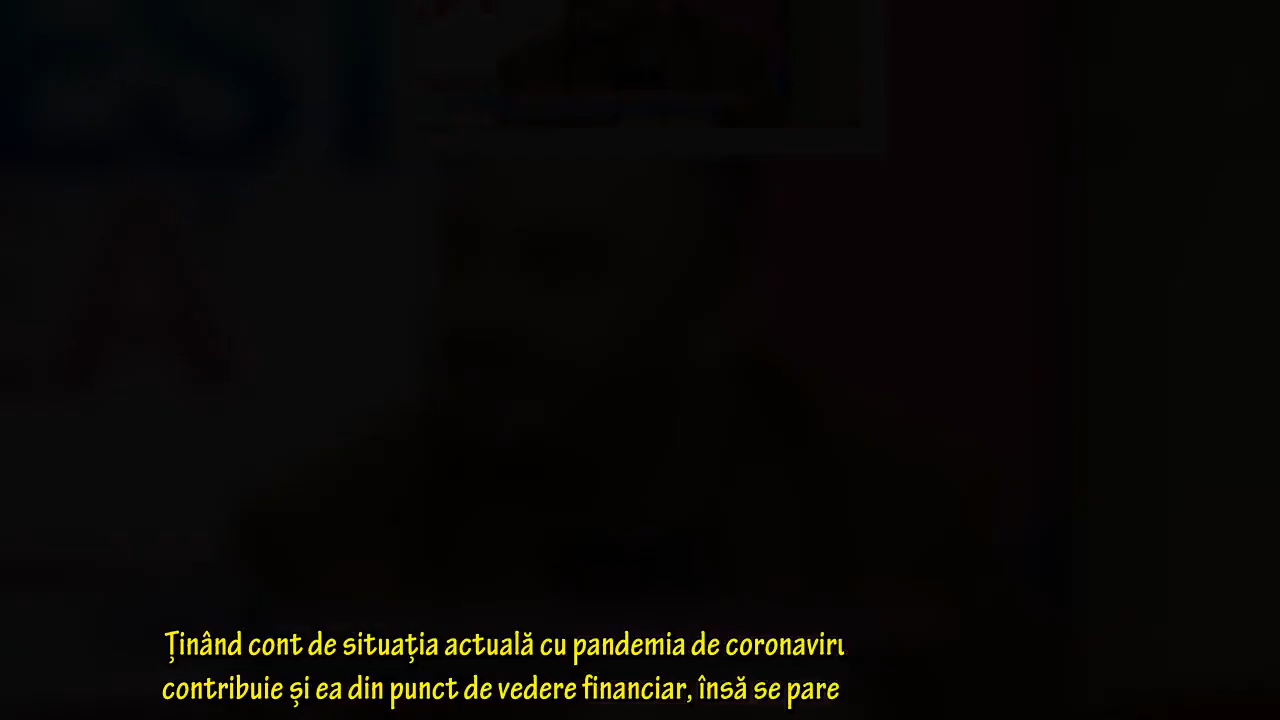 Ținând cont de situația actuală cu pandemia de
contribuie și ea din punct de vedere financiar, însă se pare